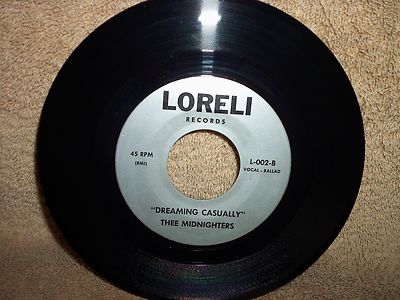 LORELI
RECORDS
45 RPM
(BMI)
L-002-B
VOCAL - BALLAD
"DREAMING CASUALLY"
THEE MIDNIGHTERS